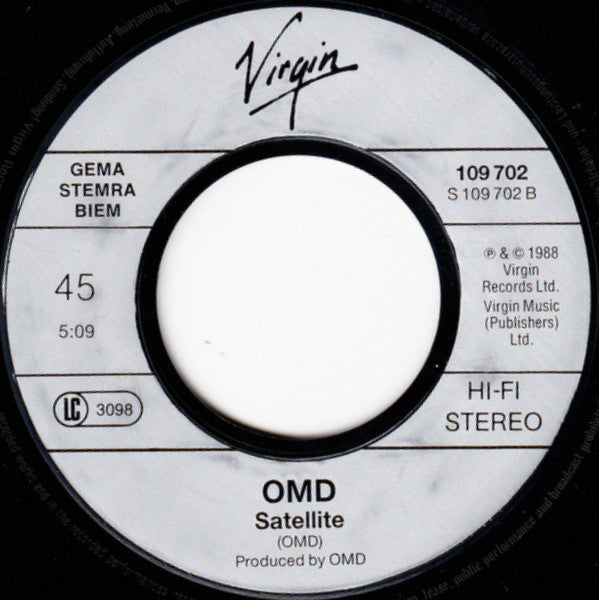 Virgin
GEMA
STEMRA
BIEM
109 702
S 109 702 B
45
5:09
℗ & © 1988
Virgin
Records Ltd.
Virgin Music
(Publishers)
Ltd.
LC 3098
HI-FI
STEREO
OMD
Satellite
(OMD)
Produced by OMD